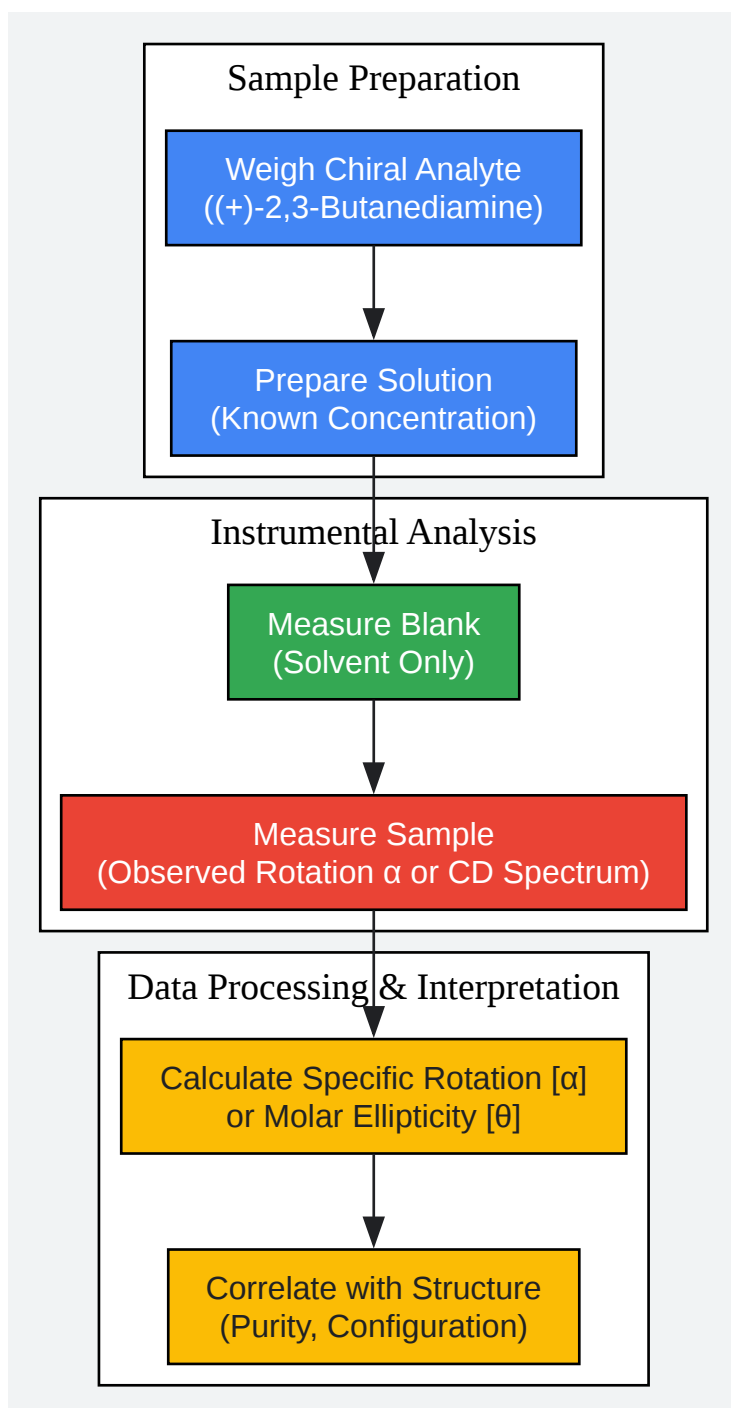 Sample Preparation
Weigh Chiral Analyte
((+)-2,3-Butanediamine)
Prepare Solution
(Known Concentration)
Instrumental Analysis
Measure Blank
(Solvent Only)
Measure Sample
(Observed Rotation α or CD Spectrum)
Data Processing & Interpretation
Calculate Specific Rotation [α]
or Molar Ellipticity [θ]
Correlate with Structure
(Purity, Configuration)